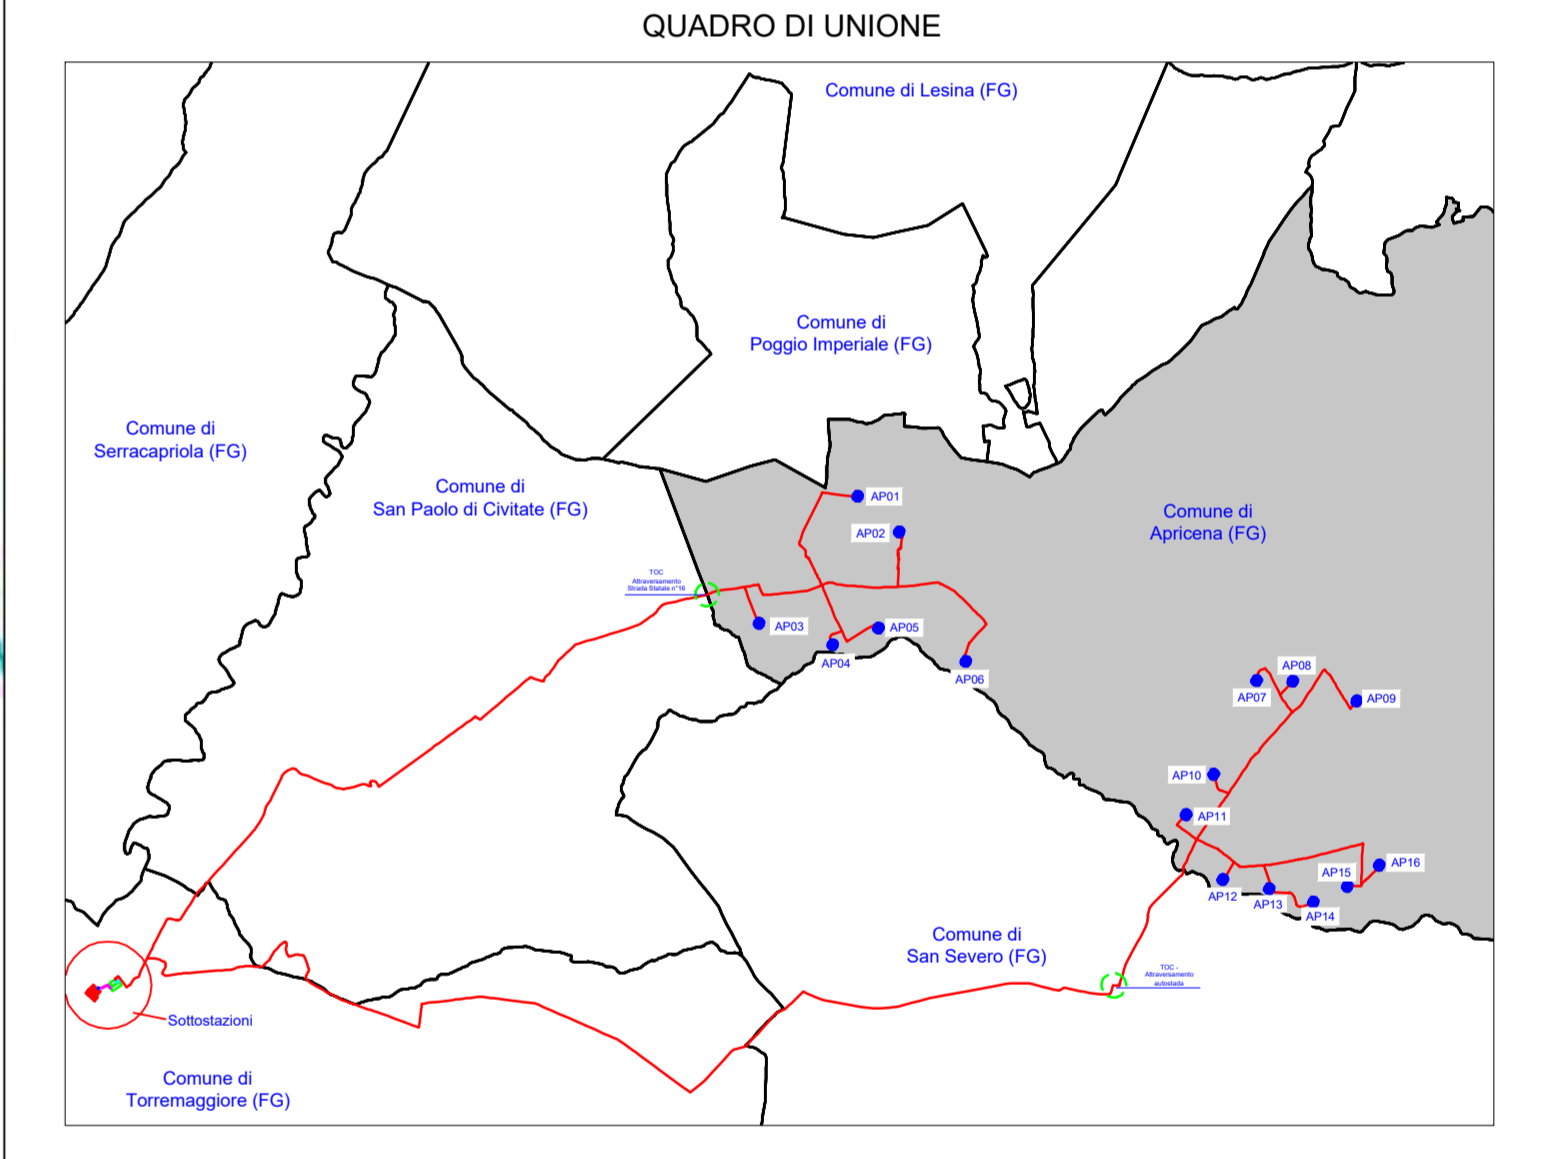 QUADRO DI UNIONE
Comune di Lesina (FG)
Comune di
Poggio Imperiale (FG)
Comune di
Serracapriola (FG)
Comune di
San Paolo di Civitate (FG)
Comune di
Apricena (FG)
AP01
AP02
TOC
Attraversamento
Strada Statale n°16
AP03
AP05
AP04
AP06
AP08
AP07
AP09
AP10
AP11
AP16
AP15
AP12
AP13
AP14
Comune di
San Severo (FG)
TOC -
Attraversamento
autostada
Sottostazioni
Comune di
Torremaggiore (FG)